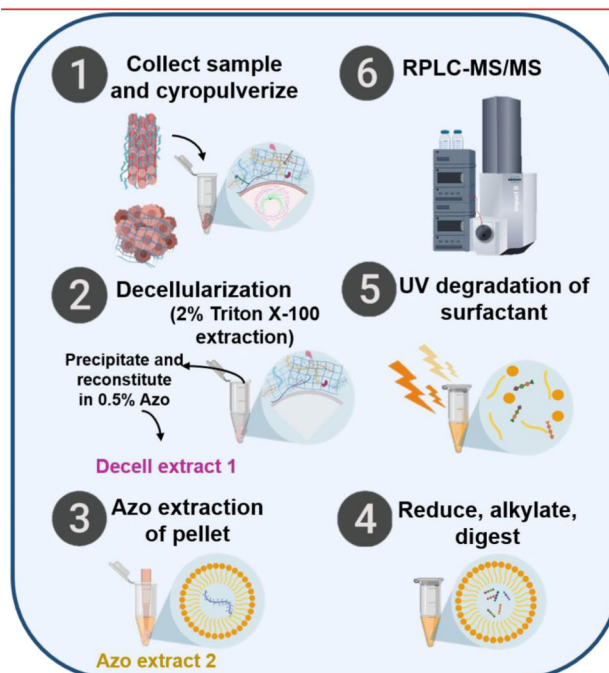 1
Collect sample
and cyropulverize
2
Decellularization
(2% Triton X-100
extraction)
Precipitate and
reconstitute
in 0.5% Azo
Decell extract 1
3
Azo extraction
of pellet
Azo extract 2
4
Reduce, alkylate,
digest
5
UV degradation of
surfactant
6
RPLC-MS/MS